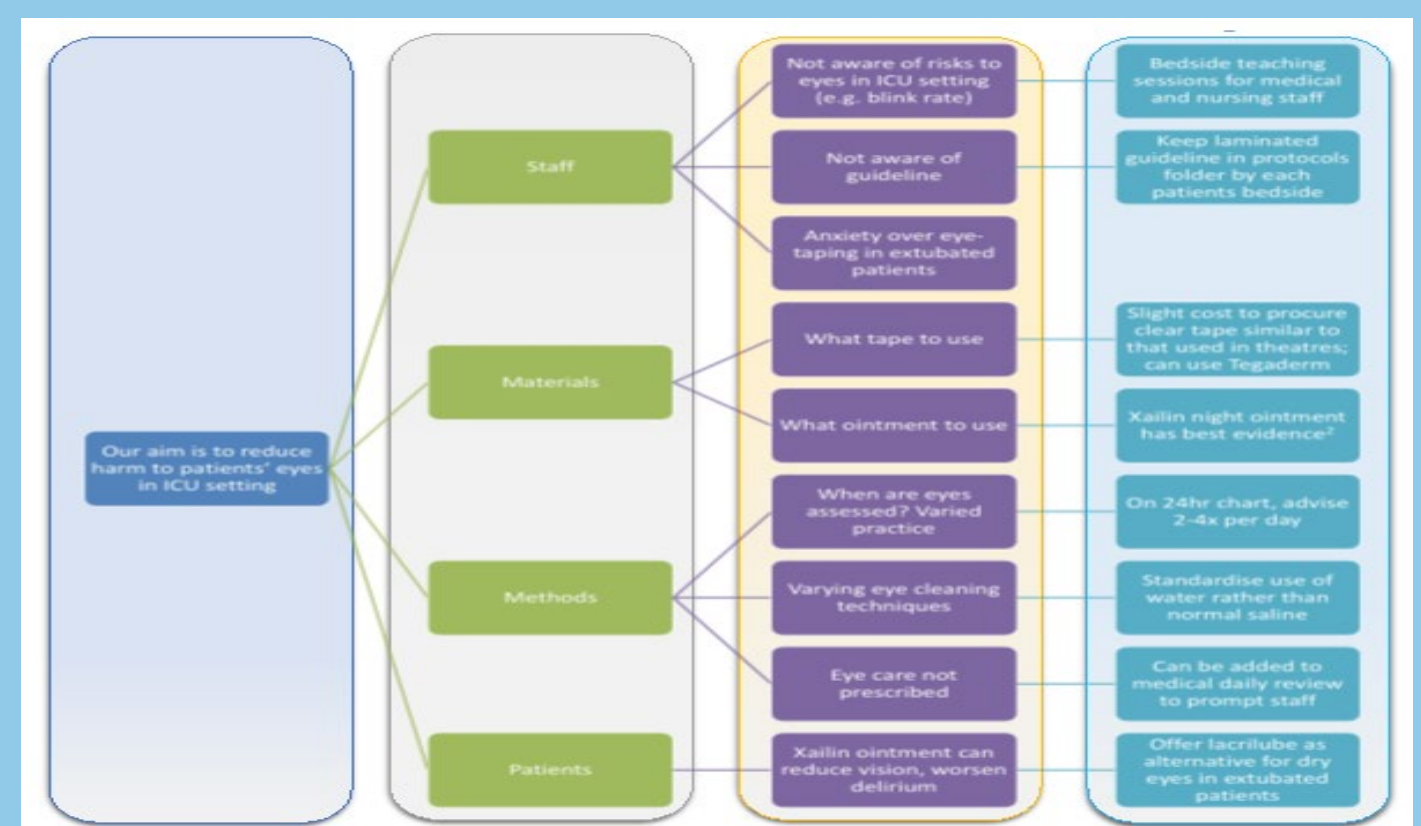 Our aim is to reduce
harm to patients' eyes
in ICU setting
Staff
Materials
Methods
Patients
Not aware of risks to
eyes in ICU setting
(e.g. blink rate)
Not aware of
guideline
Anxiety over eye-
taping in extubated
patients
What tape to use
What ointment to use
When are eyes
assessed? Varied
practice
Varying eye cleaning
techniques
Eye care not
prescribed
Xailin ointment can
reduce vision, worsen
delirium
Bedside teaching
sessions for medical
and nursing staff
Keep laminated
guideline in protocols
folder by each
patients bedside
Slight cost to procure
clear tape similar to
that used in theatres;
can use Tegaderm
Xailin night ointment
has best evidence²
On 24hr chart, advise
2-4x per day
Standardise use of
water rather than
normal saline
Can be added to
medical daily review
to prompt staff
Offer lacrilube as
alternative for dry
eyes in extubated
patients